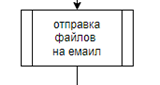 отправка
файлов
на емаил